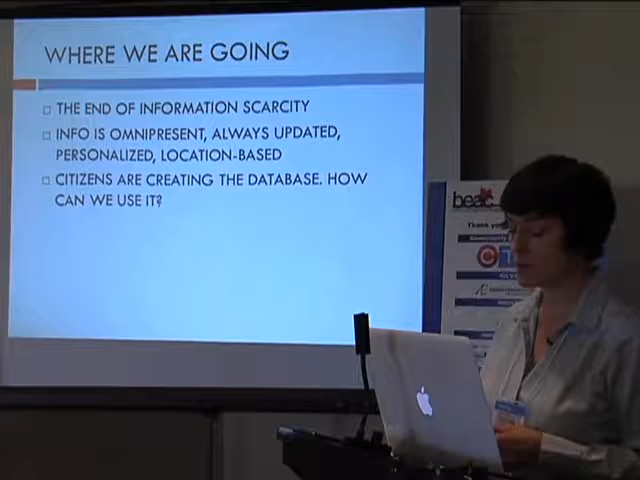 WHERE WE ARE GOING
THE END OF INFORMATION SCARCITY
INFO IS OMNIPRESENT, ALWAYS UPDATED,
PERSONALIZED, LOCATION-BASED
CITIZENS ARE CREATING THE DATABASE. HOW
CAN WE USE IT?
Thank